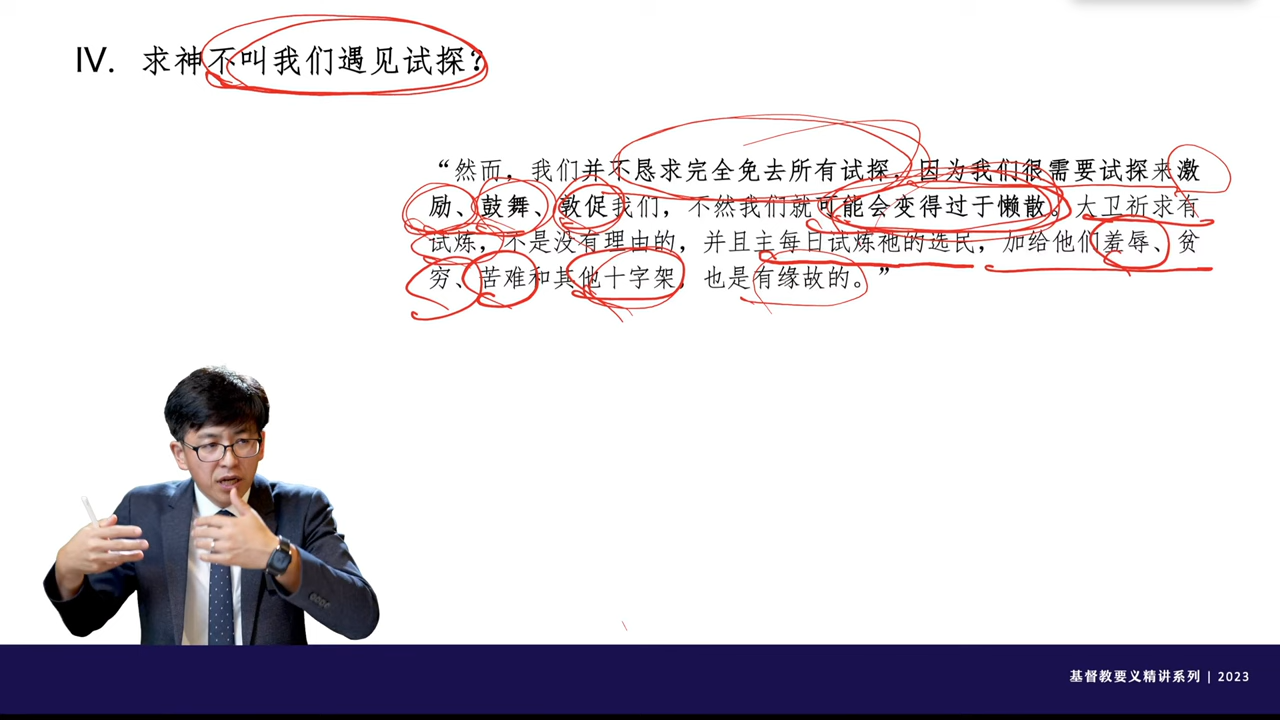 IV. 求神不叫我们遇见试探?
“然而，我们并不恳求完全免去所有试探，因为我们很需要试探来激
励、鼓舞、敦促我们，不然我们就可能会变得过于懒散。大卫祈求有
试炼，不是没有理由的，并且主每日试炼祂的选民，加给他们羞辱、贫
穷、苦难和其他十字架，也是有缘故的。”
基督教要义精讲系列 | 2023